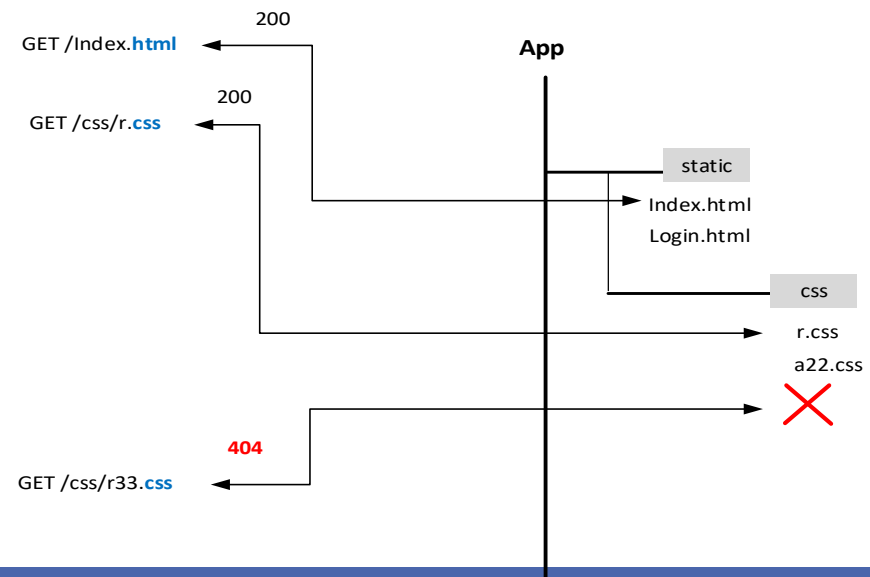 200
GET /Index.html
App
200
GET /css/r.css
static
Index.html
Login.html
css
r.css
a22.css
404
GET /css/r33.css